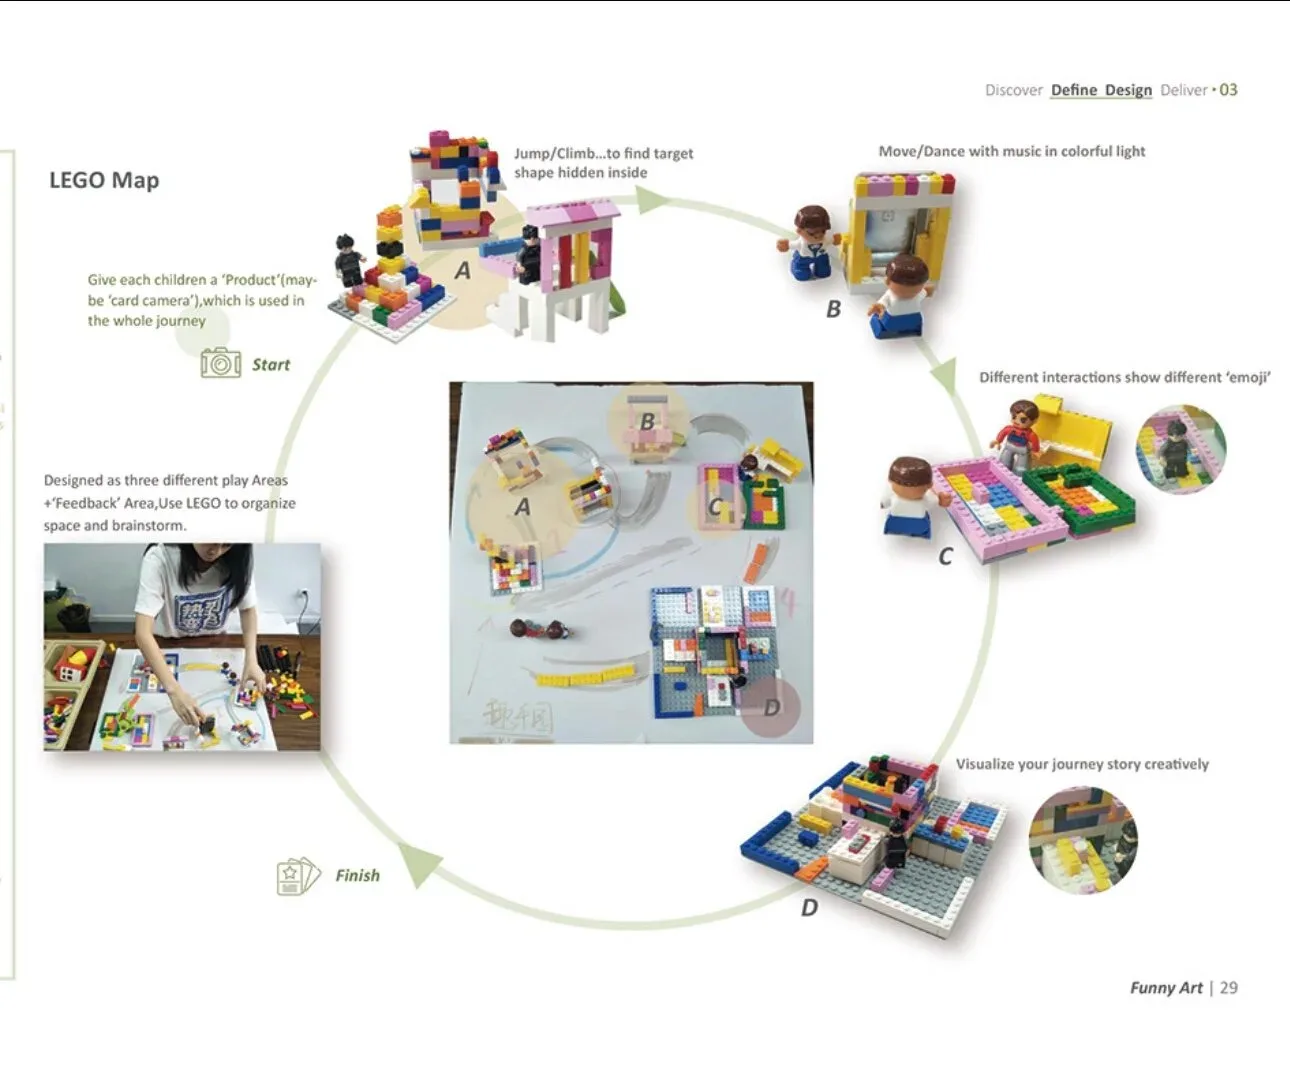 Discover Define Design Deliver • 03
LEGO Map
Jump/Climb...to find target
shape hidden inside
Move/Dance with music in colorful light
Give each children a ‘Product’(may-
be ‘card camera’),which is used in
the whole journey
Start
A
B
Different interactions show different ‘emoji’
C
Designed as three different play Areas
+‘Feedback’ Area,Use LEGO to organize
space and brainstorm.
B
A
C
4
D
Visualize your journey story creatively
D
Finish
Funny Art | 29